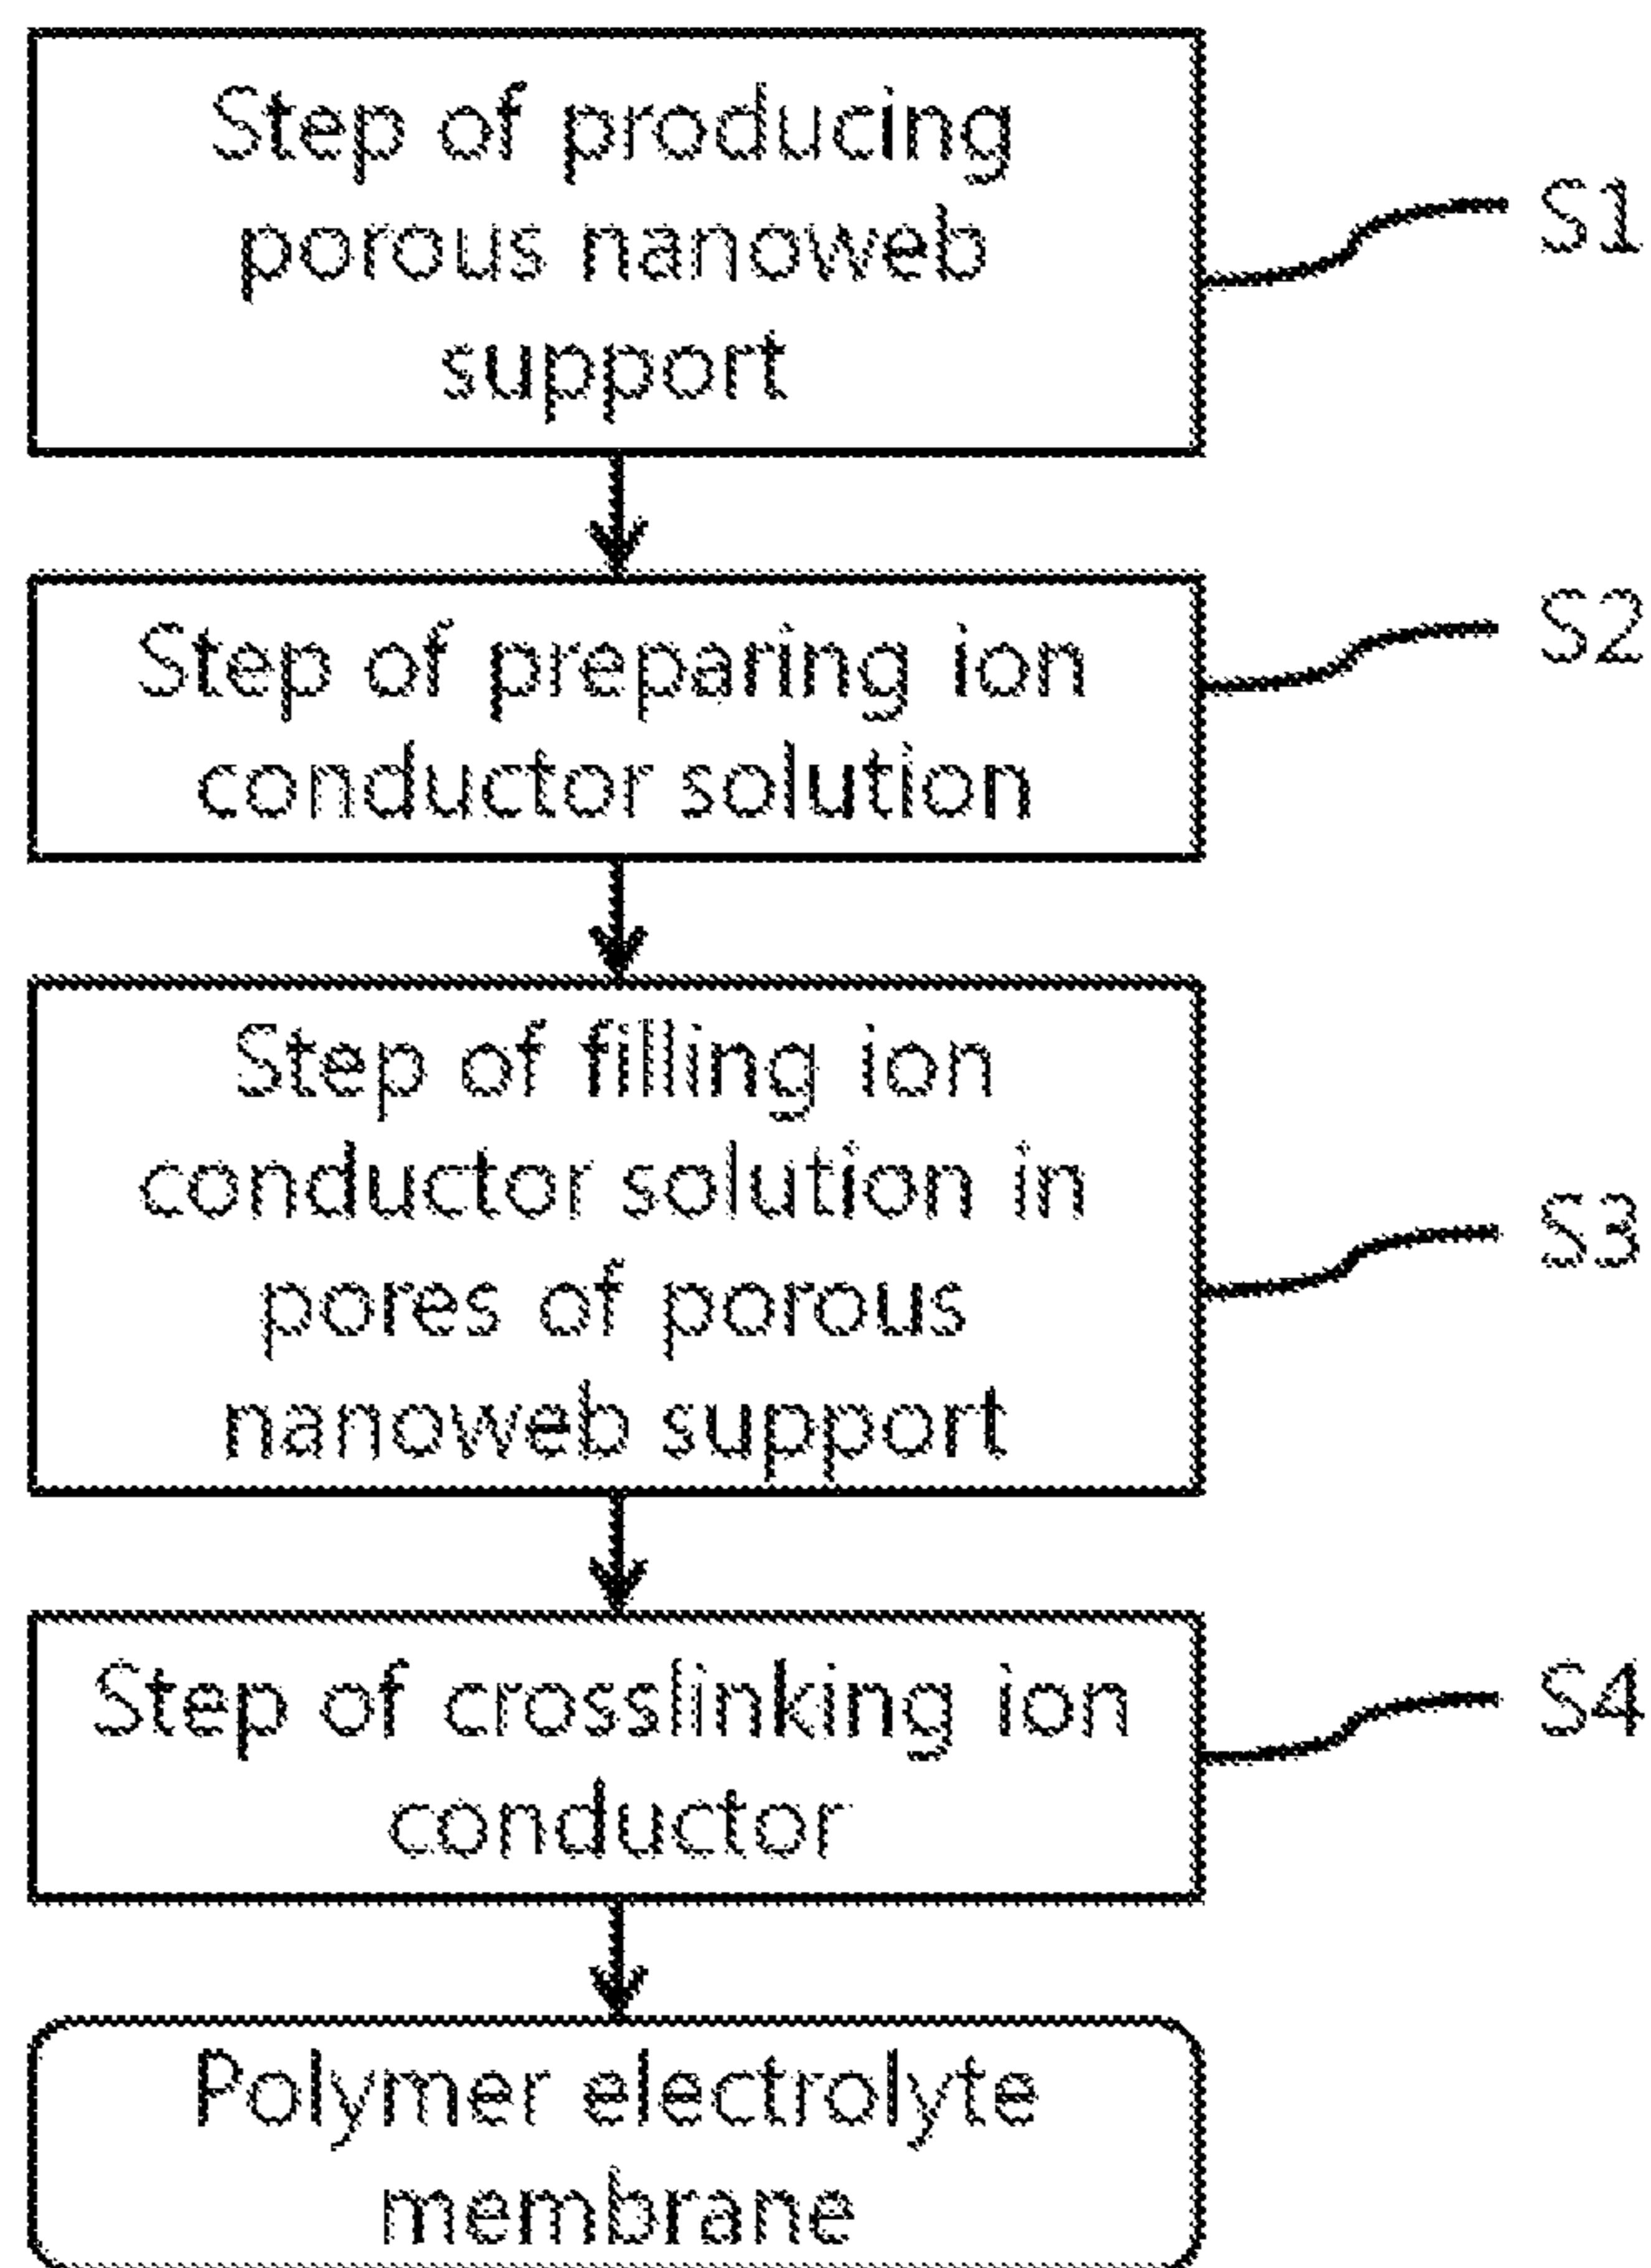 Step of producing
porous nanoweb
support
S1
Step of preparing ion
conductor solution
S2
Step of filling ion
conductor solution in
pores of porous
nanoweb support
S3
Step of crosslinking ion
conductor
S4
Polymer electrolyte
membrane